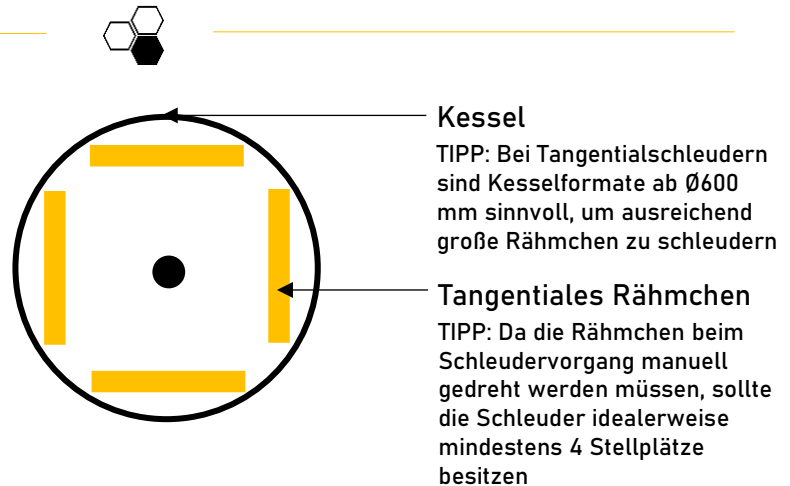 Kessel
TIPP: Bei Tangentialschleudern
sind Kesselformate ab Ø600
mm sinnvoll, um ausreichend
große Rähmchen zu schleudern
Tangentiales Rähmchen
TIPP: Da die Rähmchen beim
Schleudervorgang manuell
gedreht werden müssen, sollte
die Schleuder idealerweise
mindestens 4 Stellplätze
besitzen